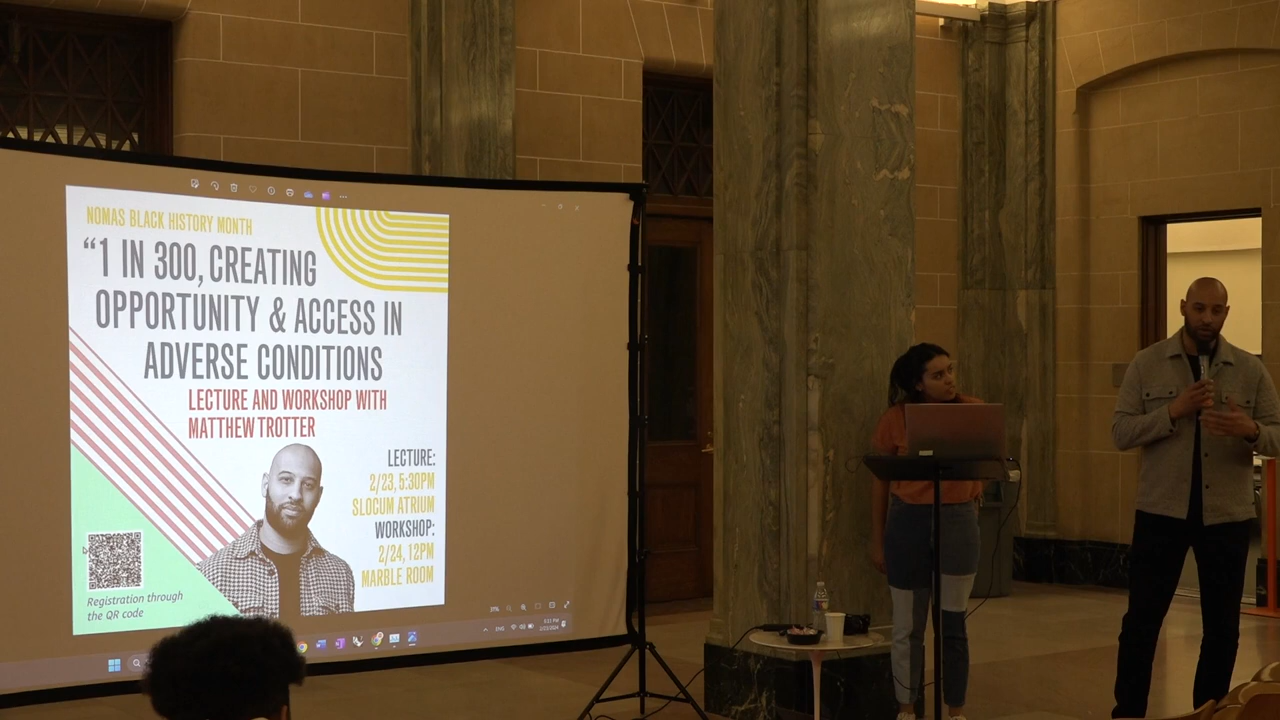 NOMAS BLACK HISTORY MONTH
“1 IN 300, CREATING
OPPORTUNITY & ACCESS IN
ADVERSE CONDITIONS
LECTURE AND WORKSHOP WITH
MATTHEW TROTTER
LECTURE:
2/23, 5:30PM
SLOCUM ATRIUM
WORKSHOP:
2/24, 12PM
MARBLE ROOM
Registration through
the QR code
ENG